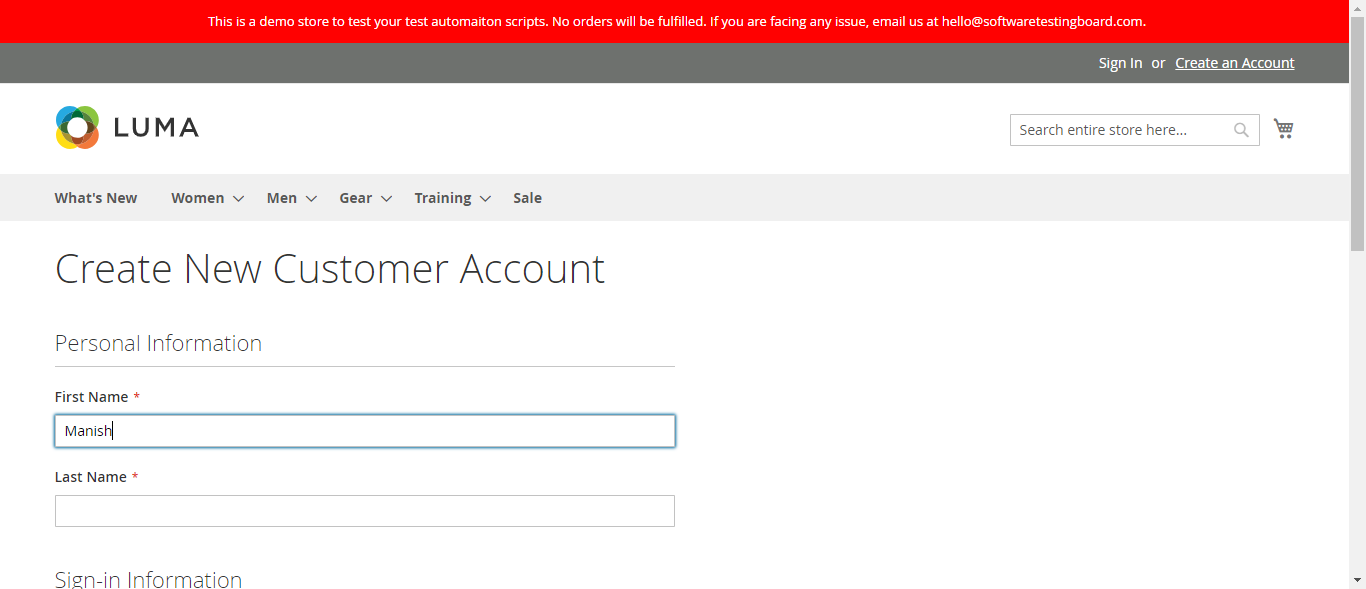 This is a demo store to test your test automaiton scripts. No orders will be fulfilled. If you are facing any issue, email us at hello@softwaretestingboard.com.
Sign In or Create an Account
LUMA
Search entire store here...
What's New Women Men Gear Training Sale
Create New Customer Account
Personal Information
First Name *
Manish
Last Name *
Sign-in Information